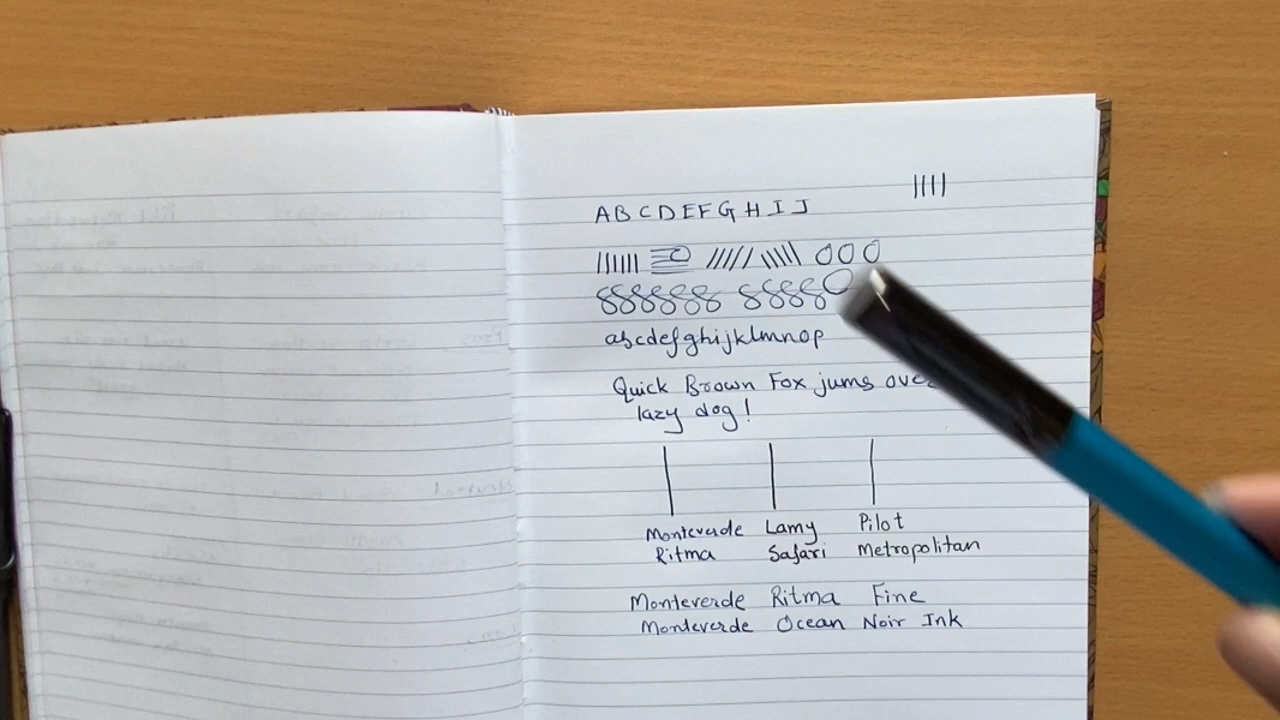 A B C D E F G H I J
abcdefghijklmnop
Quick Brown Fox jums ove
lazy dog!
Monteverde Lamy Pilot
Ritma Safari Metropolitan
Monteverde Ritma Fine
Monteverde Ocean Noir Ink